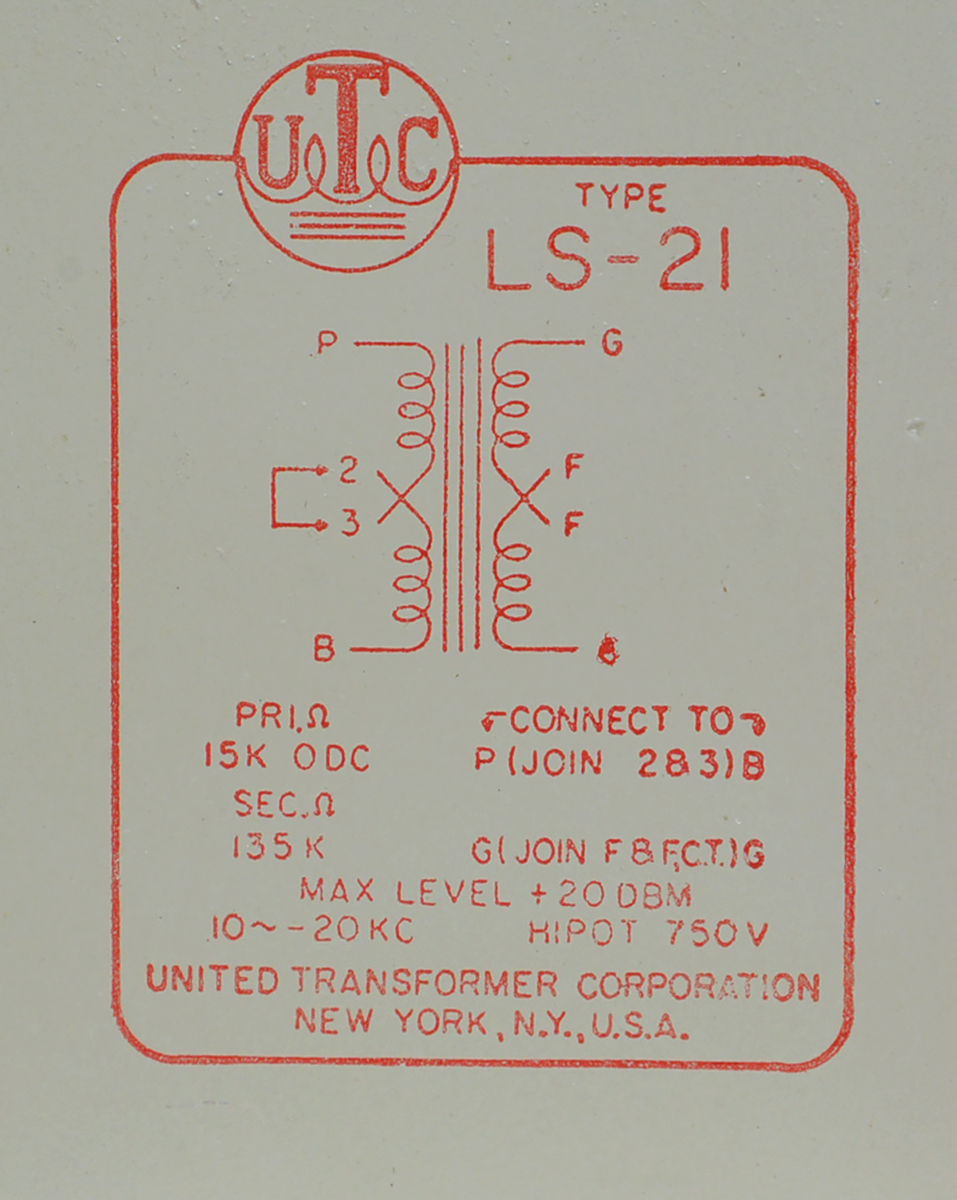 UTC
TYPE
LS-21
P G
2 F
3 F
B
PRI.Ω CONNECT TO
15K 0DC P(JOIN 2&3)B
SEC.Ω
135K G(JOIN F&F,C.T.)G
MAX LEVEL +20DBM
10~-20KC HIPOT 750V
UNITED TRANSFORMER CORPORATION
NEW YORK, N.Y., U.S.A.